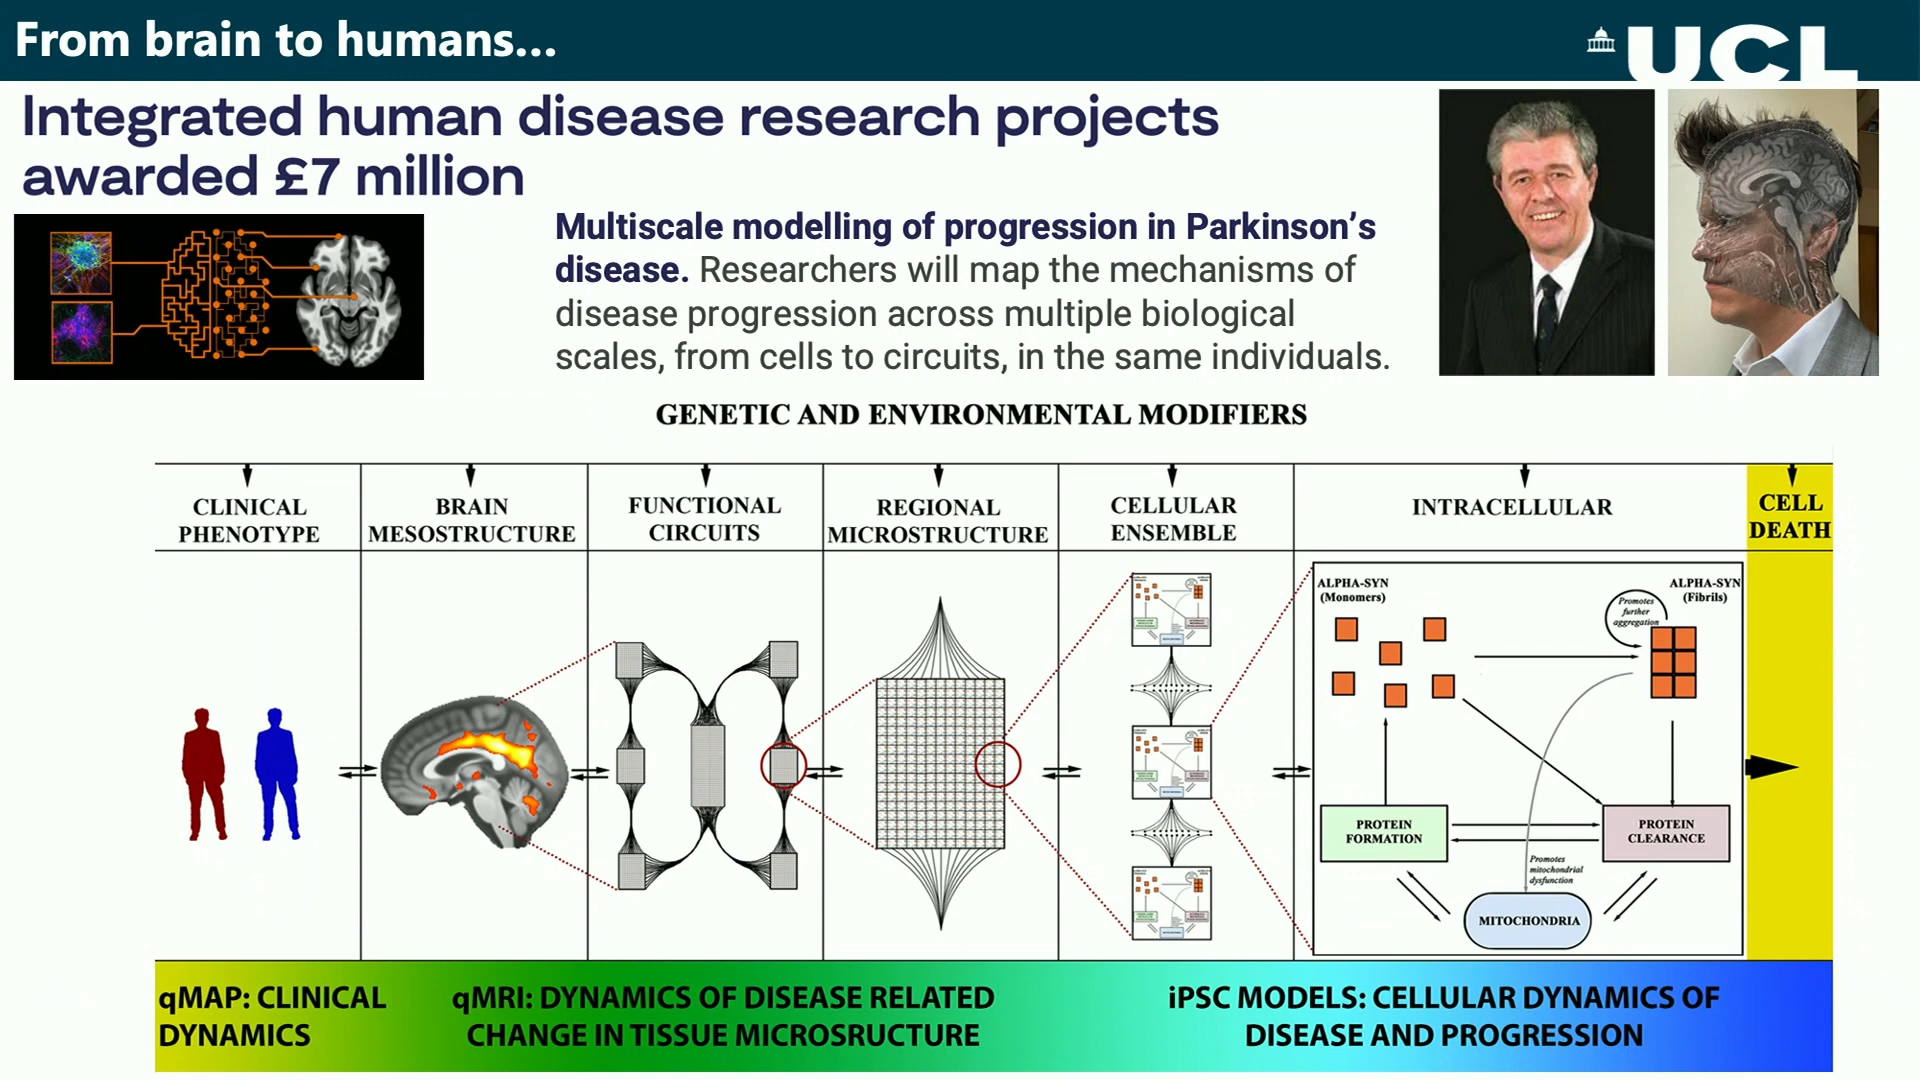 From brain to humans...
UCL
Integrated human disease research projects
awarded £7 million
Multiscale modelling of progression in Parkinson's
disease. Researchers will map the mechanisms of
disease progression across multiple biological
scales, from cells to circuits, in the same individuals.
GENETIC AND ENVIRONMENTAL MODIFIERS
CLINICAL
PHENOTYPE
BRAIN
MESOSTRUCTURE
FUNCTIONAL
CIRCUITS
REGIONAL
MICROSTRUCTURE
CELLULAR
ENSEMBLE
INTRACELLULAR
CELL
DEATH
ALPHA-SYN
(Monomers)
Promotes
further
aggregation
ALPHA-SYN
(Fibrils)
PROTEIN
FORMATION
PROTEIN
CLEARANCE
Promotes
mitochondrial
dysfunction
MITOCHONDRIA
qMAP: CLINICAL
DYNAMICS
qMRI: DYNAMICS OF DISEASE RELATED
CHANGE IN TISSUE MICROSRUCTURE
iPSC MODELS: CELLULAR DYNAMICS OF
DISEASE AND PROGRESSION